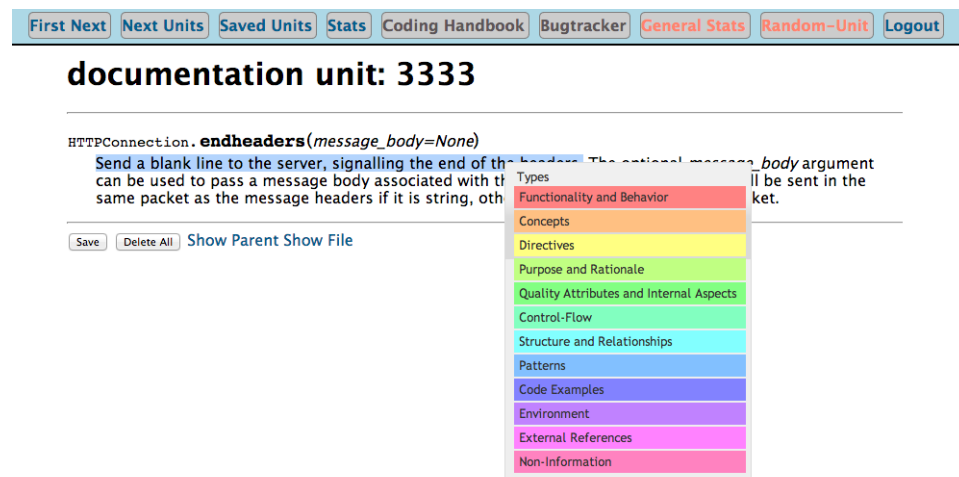 First Next Next Units Saved Units Stats Coding Handbook Bugtracker General Stats Random-Unit Logout
documentation unit: 3333
HTTPConnection.endheaders(message_body=None)
Send a blank line to the server, signalling the end of the headers. The optional message_body argument
can be used to pass a message body associated with th ll be sent in the
same packet as the message headers if it is string, oth ket.
Save Delete All Show Parent Show File
Types
Functionality and Behavior
Concepts
Directives
Purpose and Rationale
Quality Attributes and Internal Aspects
Control-Flow
Structure and Relationships
Patterns
Code Examples
Environment
External References
Non-Information